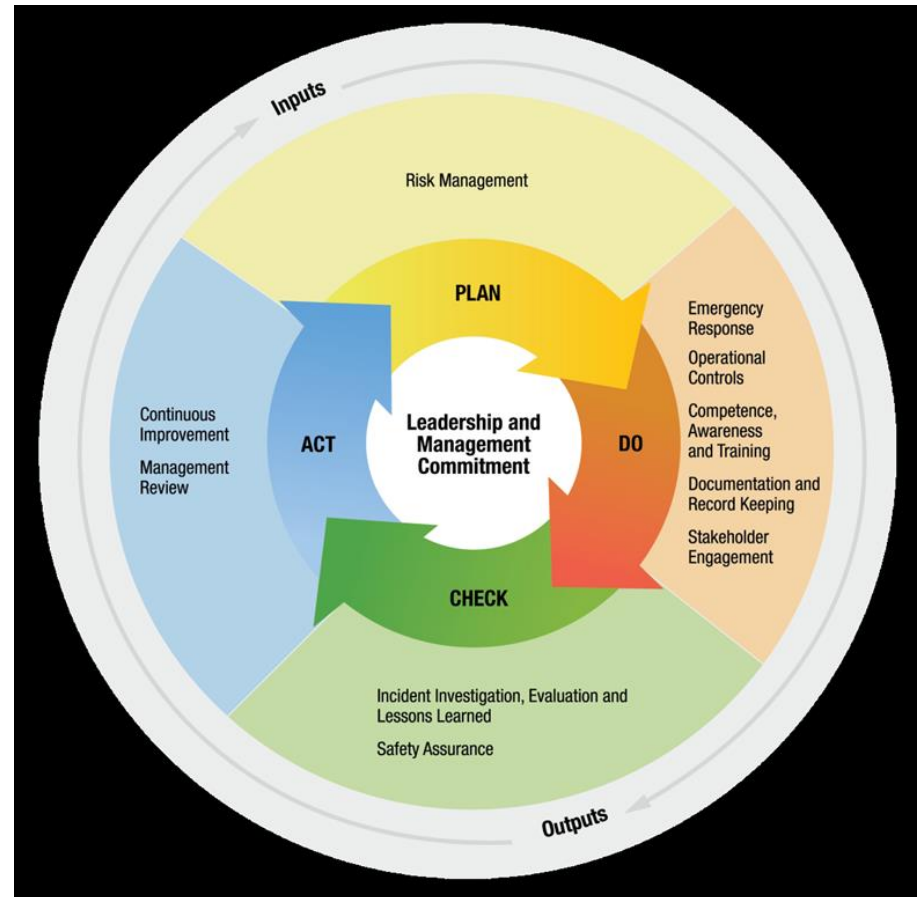 Inputs
Risk Management
PLAN
Emergency
Response
Operational
Controls
Competence,
Awareness
and Training
Documentation and
Record Keeping
Stakeholder
Engagement
DO
Leadership and
Management
Commitment
ACT
Continuous
Improvement
Management
Review
CHECK
Incident Investigation, Evaluation and
Lessons Learned
Safety Assurance
Outputs